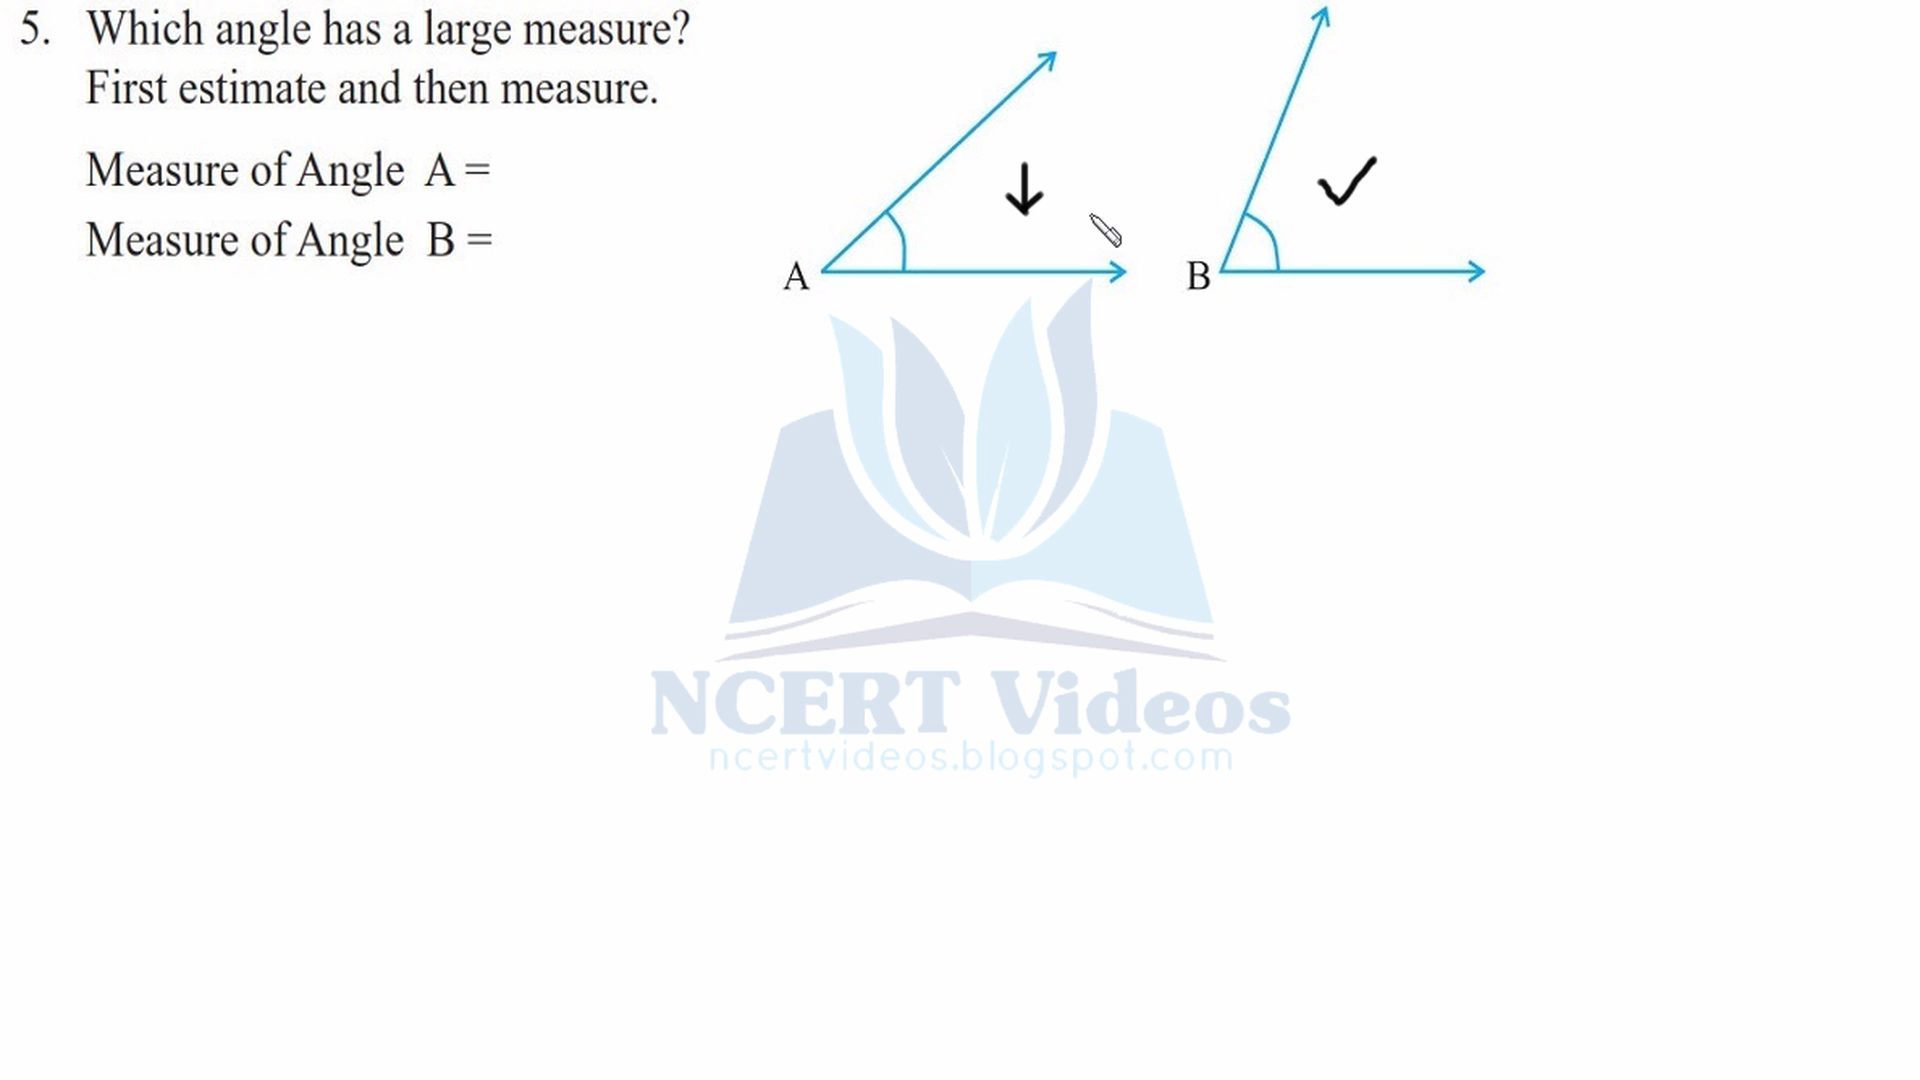 5. Which angle has a large measure?
First estimate and then measure.
Measure of Angle A =
Measure of Angle B =
A
B
NCERT Videos
ncertvideos.blogspot.com